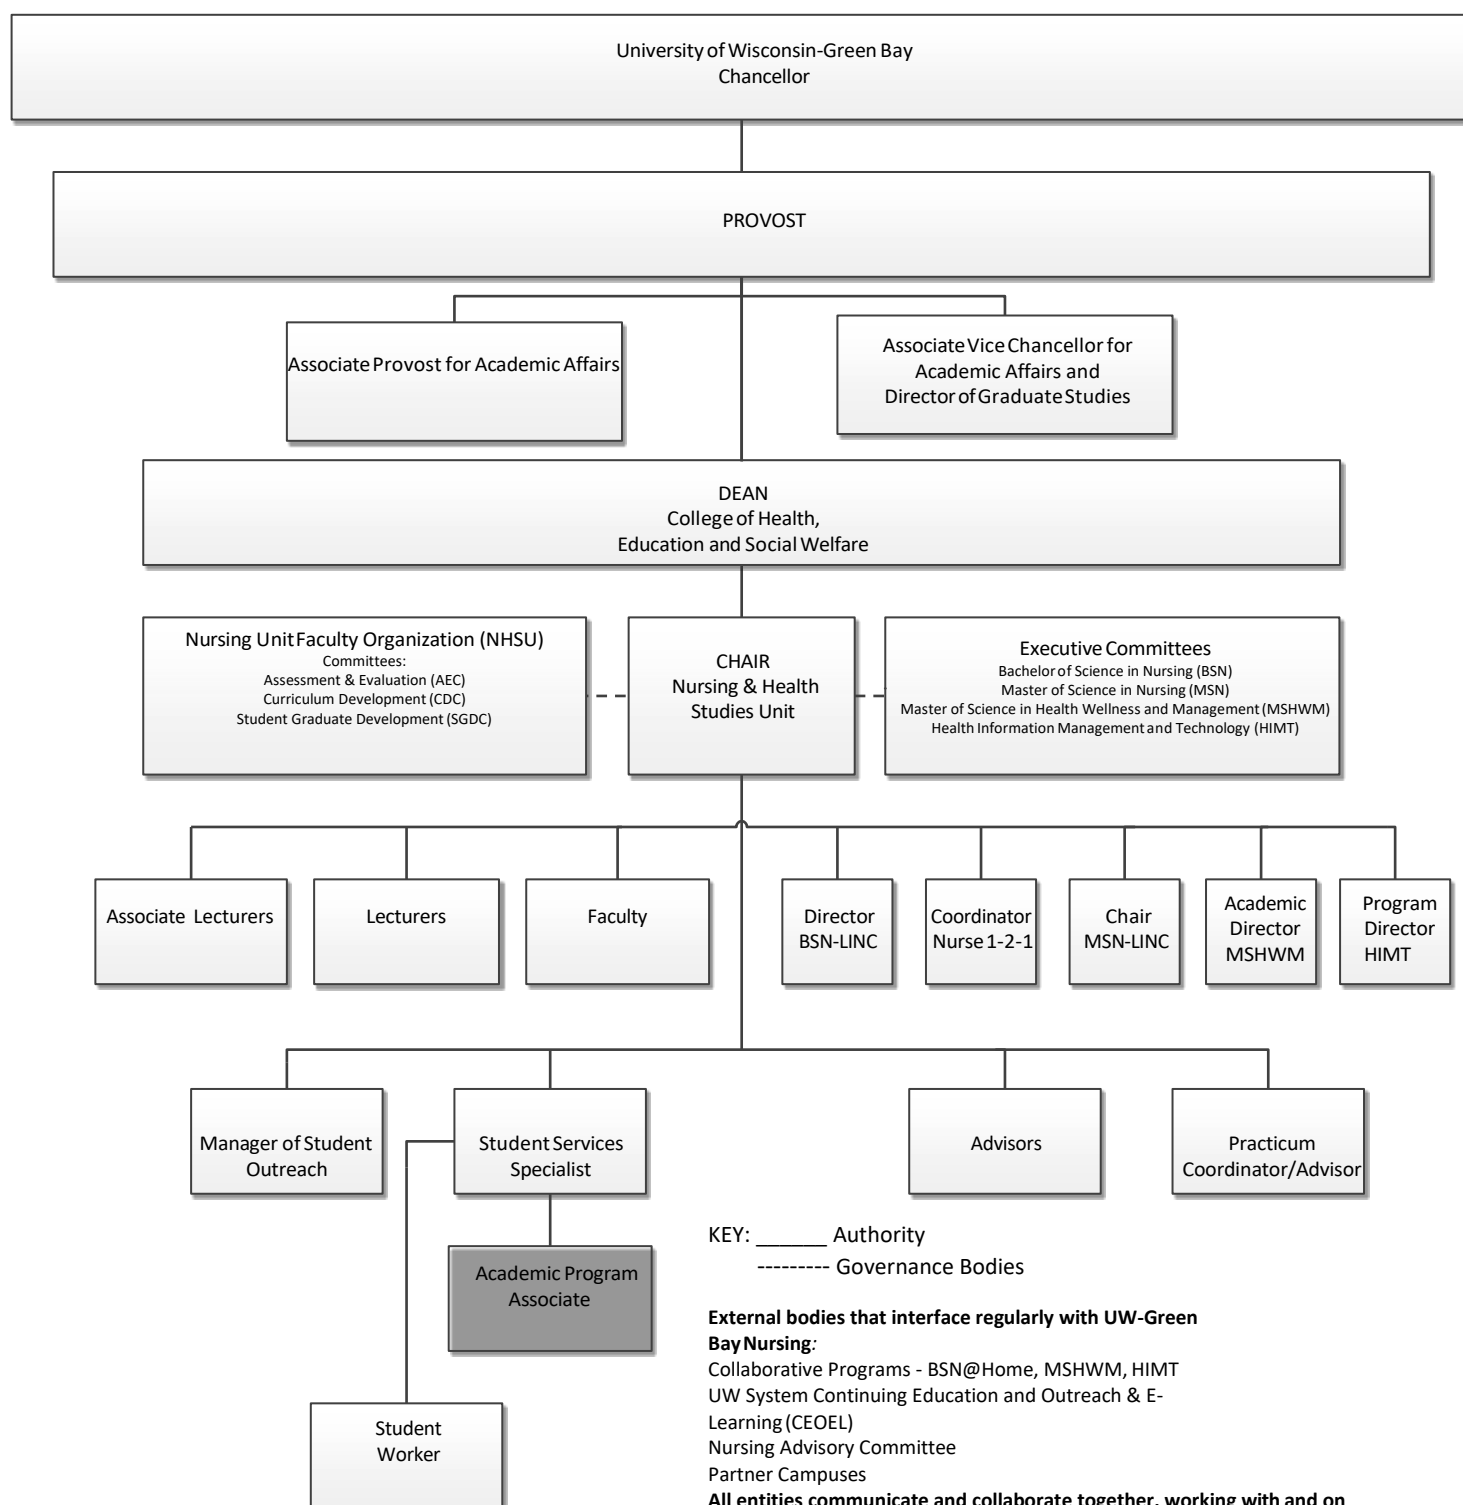 University of Wisconsin-Green Bay
Chancellor
PROVOST
Associate Provost for Academic Affairs
Associate Vice Chancellor for
Academic Affairs and
Director of Graduate Studies
DEAN
College of Health,
Education and Social Welfare
Nursing Unit Faculty Organization (NHSU)
Committees:
Assessment & Evaluation (AEC)
Curriculum Development (CDC)
Student Graduate Development (SGDC)
CHAIR
Nursing & Health
Studies Unit
Executive Committees
Bachelor of Science in Nursing (BSN)
Master of Science in Nursing (MSN)
Master of Science in Health Wellness and Management (MSHWM)
Health Information Management and Technology (HIMT)
Associate Lecturers
Lecturers
Faculty
Director
BSN-LINC
Coordinator
Nurse 1-2-1
Chair
MSN-LINC
Academic
Director
MSHWM
Program
Director
HIMT
Manager of Student
Outreach
Student Services
Specialist
Advisors
Practicum
Coordinator/Advisor
Academic Program
Associate
Student
Worker
KEY: ______ Authority
--------- Governance Bodies
External bodies that interface regularly with UW-Green
Bay Nursing:
Collaborative Programs - BSN@Home, MSHWM, HIMT
UW System Continuing Education and Outreach & E-
Learning (CEOEL)
Nursing Advisory Committee
Partner Campuses
All entities communicate and collaborate together, working with and on